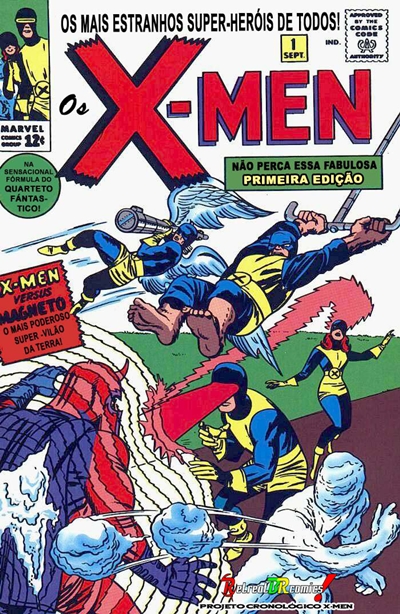 OS MAIS ESTRANHOS SUPER-HERÓIS DE TODOS!
APPROVED
BY THE
COMICS
CODE
AUTHORITY
1
SEPT.
IND.
Os
X-MEN
MARVEL
COMICS
GROUP
12¢
NA
SENSACIONAL
FÓRMULA DO
QUARTETO
FÁNTAS-
TICO!
NÃO PERCA ESSA FABULOSA
PRIMEIRA EDIÇÃO
X-MEN
VERSUS
MAGNETO
O MAIS PODEROSO
SUPER -VILÃO
DA TERRA!
RetrealBRcomics!
PROJETO CRONOLÓGICO X-MEN